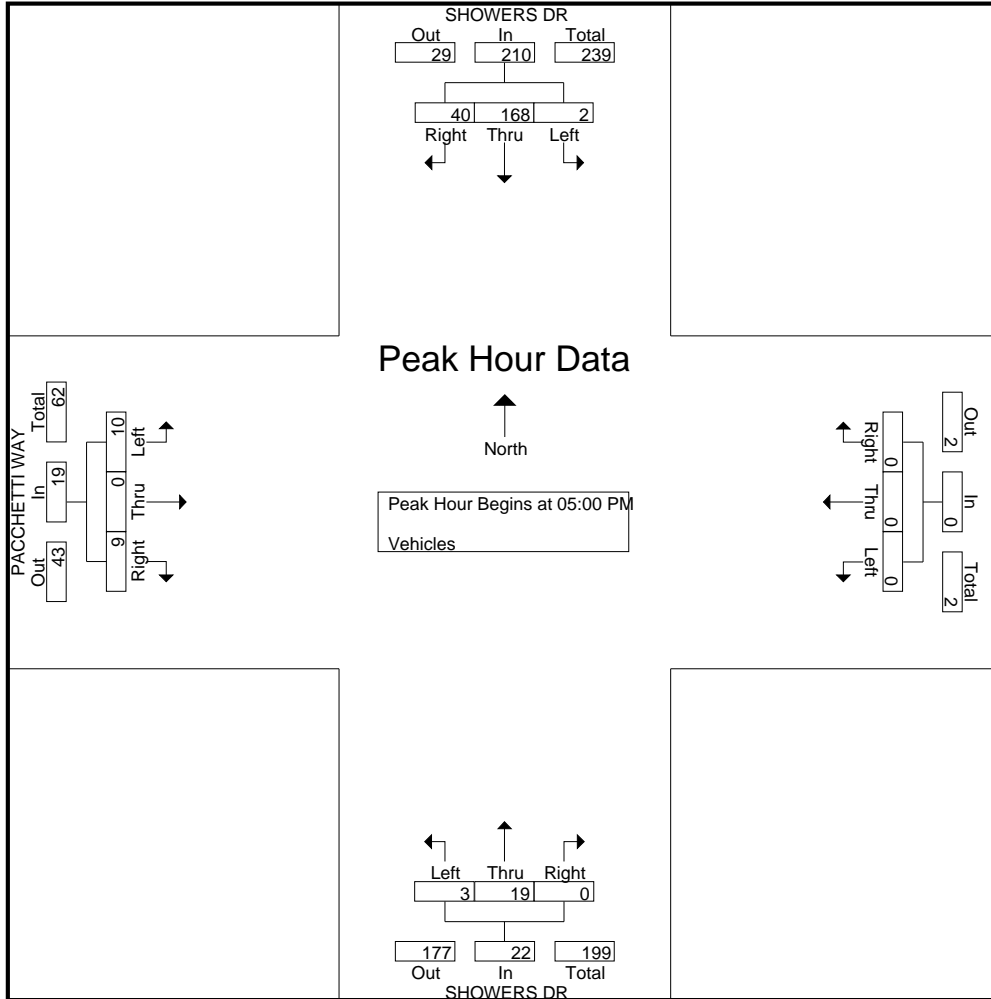 SHOWERS DR
Out In Total
29 210 239
40 168 2
Right Thru Left
Peak Hour Data
North
Peak Hour Begins at 05:00 PM
Vehicles
PACCHETTI WAY
Total In Out
62 19 43
10 0 9
Left Thru Right
Right Thru Left
0 0 0
Out In Total
2 0 2
Left Thru Right
3 19 0
177 22 199
Out In Total
SHOWERS DR